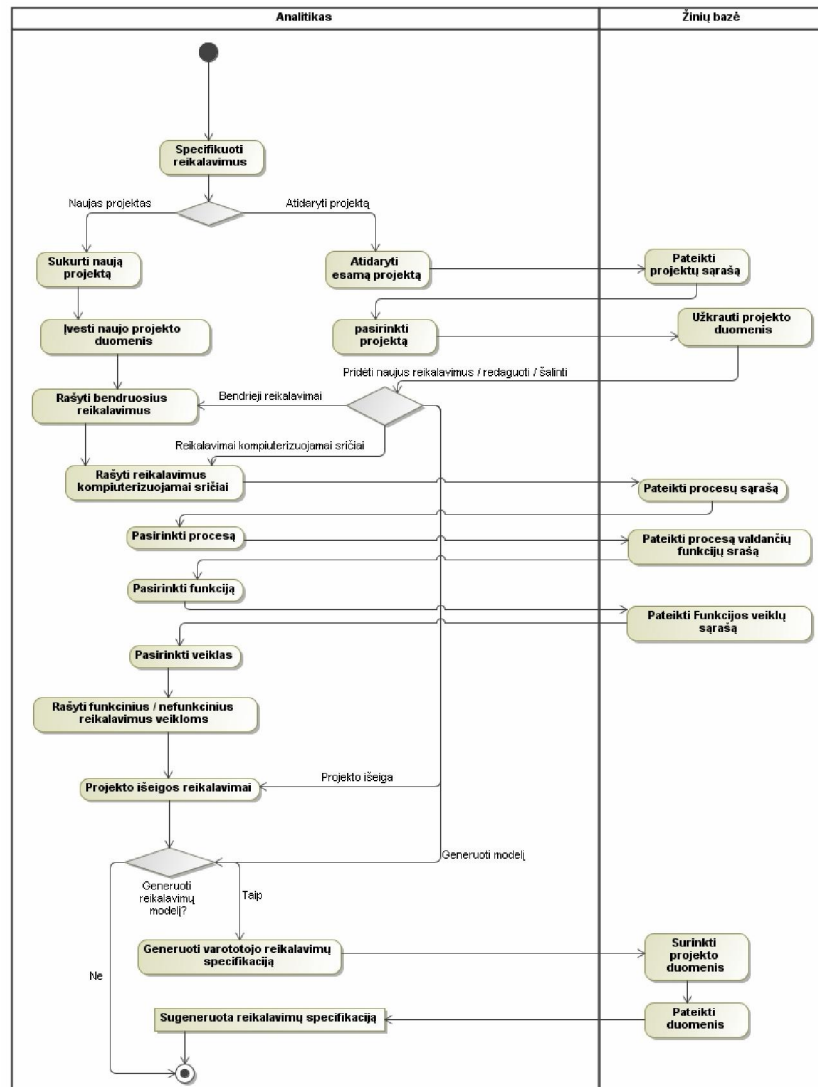 Analitikas
Žinių bazė
Specifikuoti
reikalavimus
Naujas projektas
Atidaryti projektą
Sukurti naują
projektą
Atidaryti
esamą projektą
Pateikti
projektų sąrašą
Įvesti naujo projekto
duomenis
pasirinkti
projektą
Užkrauti projekto
duomenis
Pridėti naujus reikalavimus / redaguoti / šalinti
Rašyti bendruosius
reikalavimus
Bendrieji reikalavimai
Reikalavimai kompiuterizuojamai sričiai
Rašyti reikalavimus
kompiuterizuojamai sričiai
Pateikti procesų sąrašą
Pasirinkti procesą
Pateikti procesą valdančių
funkcijų srašą
Pasirinkti funkciją
Pateikti Funkcijos veiklų
sąrašą
Pasirinkti veiklas
Rašyti funkcinius / nefunkcinius
reikalavimus veikloms
Projekto išeiga
Projekto išeigos reikalavimai
Generuoti modelį
Generuoti
reikalavimų
modelį?
Taip
Generuoti varototojo reikalavimų
specifikaciją
Surinkti
projekto
duomenis
Ne
Sugeneruota reikalavimų specifikaciją
Pateikti
duomenis